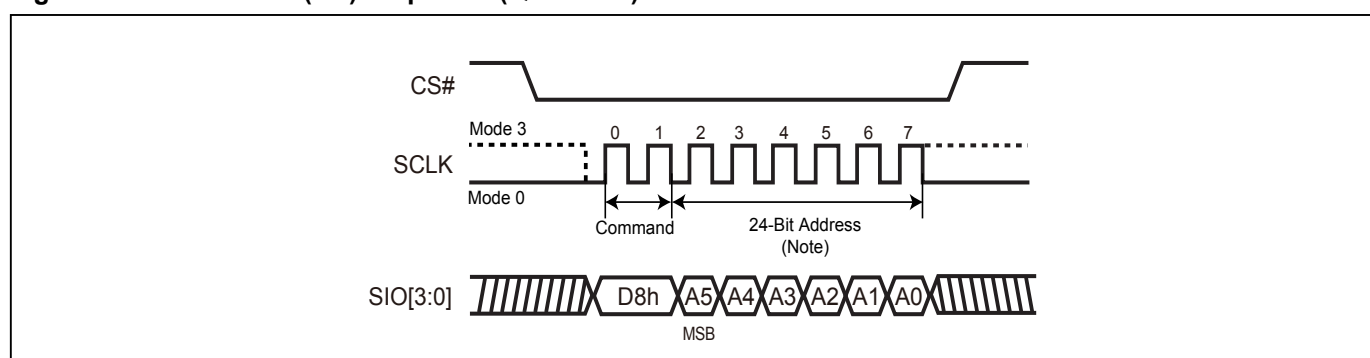 CS#
Mode 3
0 1 2 3 4 5 6 7
SCLK
Mode 0
Command
24-Bit Address
(Note)
SIO[3:0]
D8h A5 A4 A3 A2 A1 A0
MSB